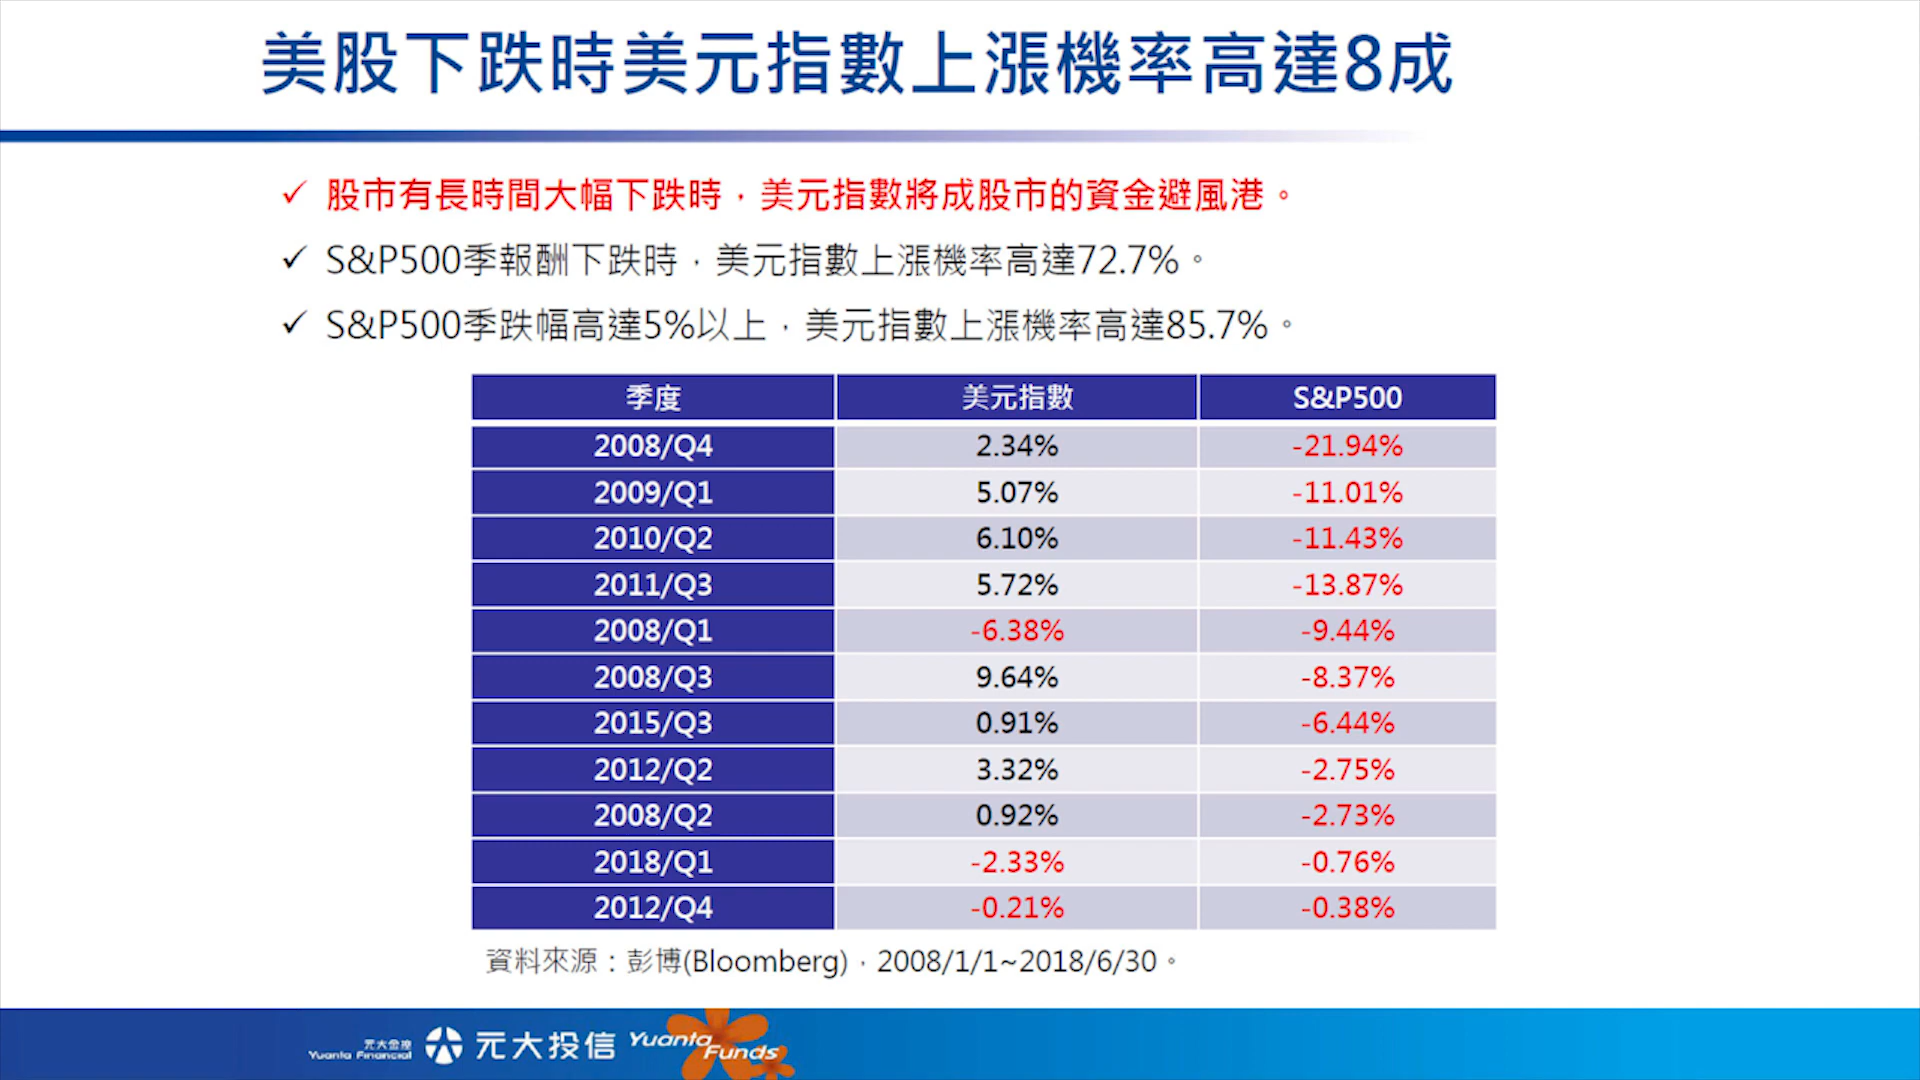 美股下跌時美元指數上漲機率高達8成
✓ 股市有長時間大幅下跌時，美元指數將成股市的資金避風港。
✓ S&P500季報酬下跌時，美元指數上漲機率高達72.7%。
✓ S&P500季跌幅高達5%以上，美元指數上漲機率高達85.7%。
季度 美元指數 S&P500
2008/Q4 2.34% -21.94%
2009/Q1 5.07% -11.01%
2010/Q2 6.10% -11.43%
2011/Q3 5.72% -13.87%
2008/Q1 -6.38% -9.44%
2008/Q3 9.64% -8.37%
2015/Q3 0.91% -6.44%
2012/Q2 3.32% -2.75%
2008/Q2 0.92% -2.73%
2018/Q1 -2.33% -0.76%
2012/Q4 -0.21% -0.38%
資料來源：彭博(Bloomberg)，2008/1/1~2018/6/30。
元大金控
Yuanta Financial
元大投信
Yuanta Funds